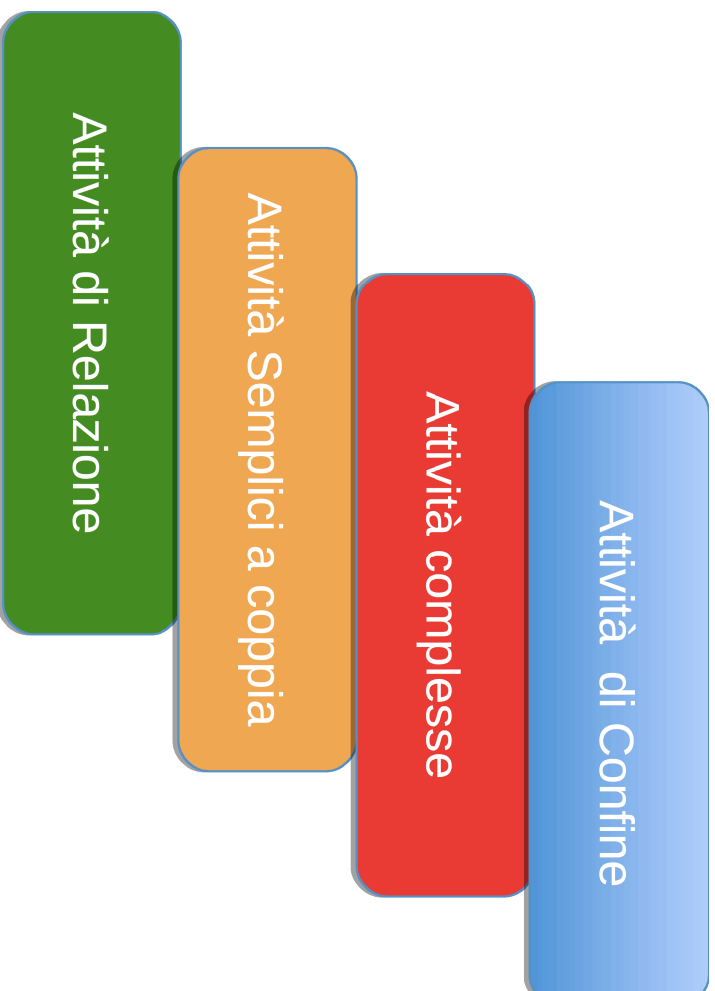 Attività di Relazione
Attività Semplici a coppia
Attività complesse
Attività  di Confine